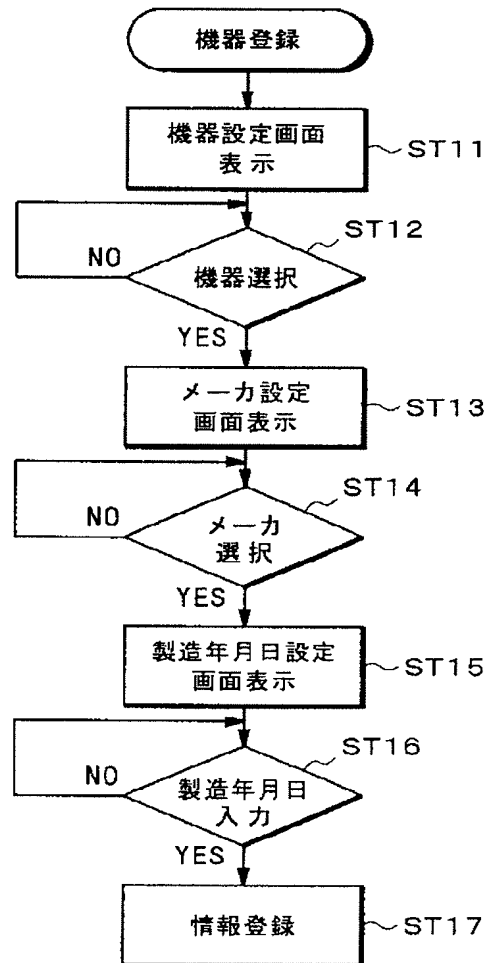 機器登録
機器設定画面
表示
ST11
ST12
NO
機器選択
YES
メーカ設定
画面表示
ST13
ST14
NO
メーカ
選択
YES
製造年月日設定
画面表示
ST15
ST16
NO
製造年月日
入力
YES
情報登録
ST17